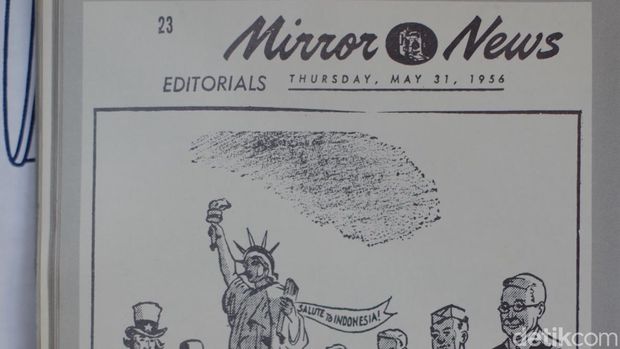 23
Mirror News
EDITORIALS THURSDAY, MAY 31, 1956
SALUTE TO INDONESIA!
detikcom